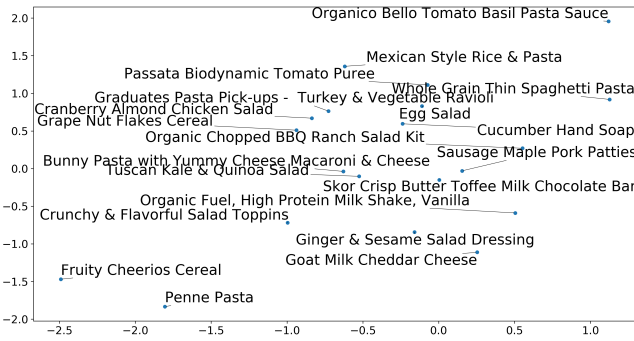 Organico Bello Tomato Basil Pasta Sauce
Mexican Style Rice & Pasta
Passata Biodynamic Tomato Puree
Whole Grain Thin Spaghetti Pasta
Graduates Pasta Pick-ups - Turkey & Vegetable Ravioli
Cranberry Almond Chicken Salad
Egg Salad
Grape Nut Flakes Cereal
Cucumber Hand Soap
Organic Chopped BBQ Ranch Salad Kit
Sausage Maple Pork Patties
Bunny Pasta with Yummy Cheese Macaroni & Cheese
Tuscan Kale & Quinoa Salad
Skor Crisp Butter Toffee Milk Chocolate Bar
Organic Fuel, High Protein Milk Shake, Vanilla
Crunchy & Flavorful Salad Toppins
Ginger & Sesame Salad Dressing
Goat Milk Cheddar Cheese
Fruity Cheerios Cereal
Penne Pasta
2.0
1.5
1.0
0.5
0.0
−0.5
−1.0
−1.5
−2.0
−2.5 −2.0 −1.5 −1.0 −0.5 0.0 0.5 1.0